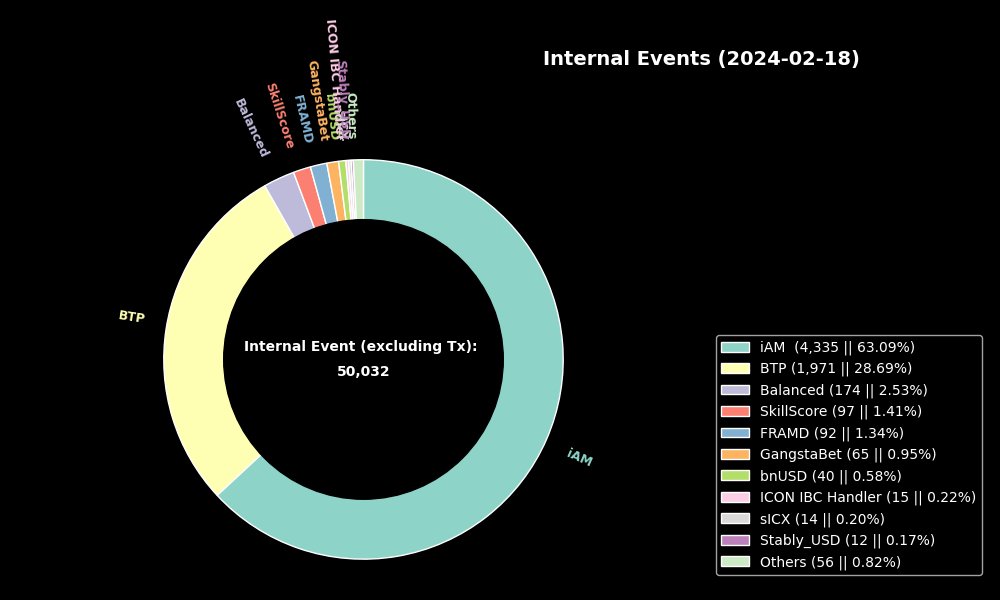 Internal Events (2024-02-18)
ICON IBC Handler
Stably_USD
GangstaBet
SkillScore
FRAMD
bnUSD
Others
Balanced
BTP
iAM
Internal Event (excluding Tx):
50,032
iAM (4,335 || 63.09%)
BTP (1,971 || 28.69%)
Balanced (174 || 2.53%)
SkillScore (97 || 1.41%)
FRAMD (92 || 1.34%)
GangstaBet (65 || 0.95%)
bnUSD (40 || 0.58%)
ICON IBC Handler (15 || 0.22%)
sICX (14 || 0.20%)
Stably_USD (12 || 0.17%)
Others (56 || 0.82%)